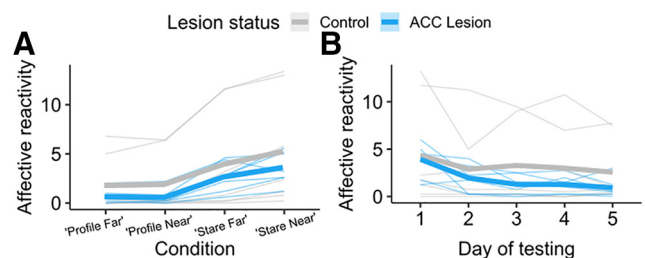 Lesion status Control ACC Lesion
A
Affective reactivity
10
5
0
'Profile Far' 'Profile Near' 'Stare Far' 'Stare Near'
Condition
B
Affective reactivity
10
5
0
1 2 3 4 5
Day of testing